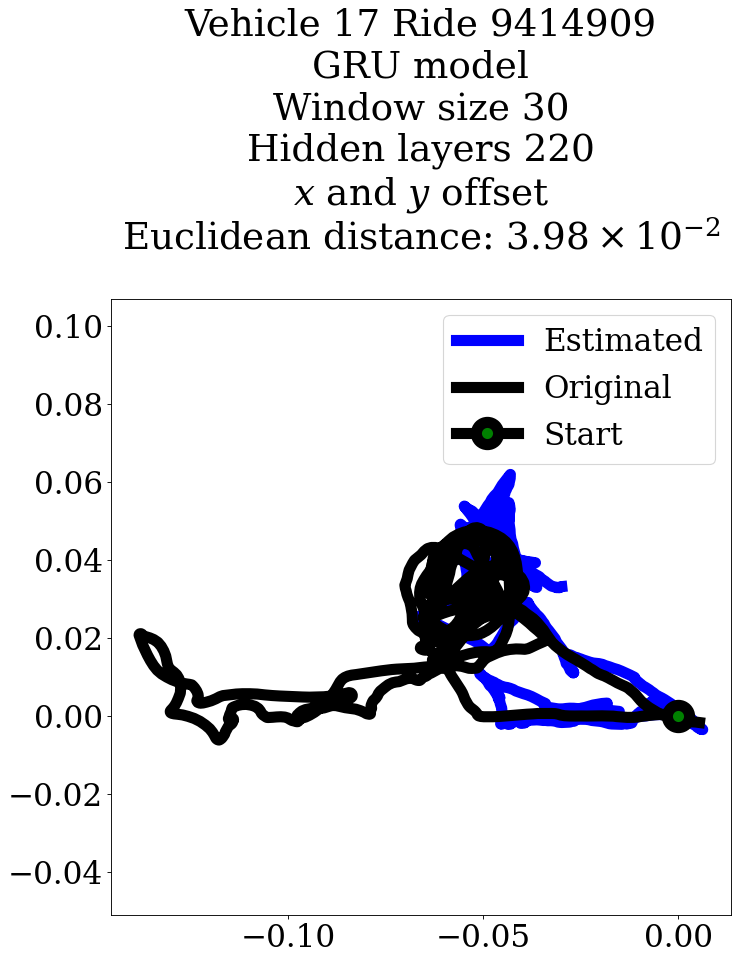 Vehicle 17 Ride 9414909
GRU model
Window size 30
Hidden layers 220
x and y offset
Euclidean distance: 3.98 × 10⁻²
Estimated
Original
Start
0.10
0.08
0.06
0.04
0.02
0.00
−0.02
−0.04
−0.10
−0.05
0.00